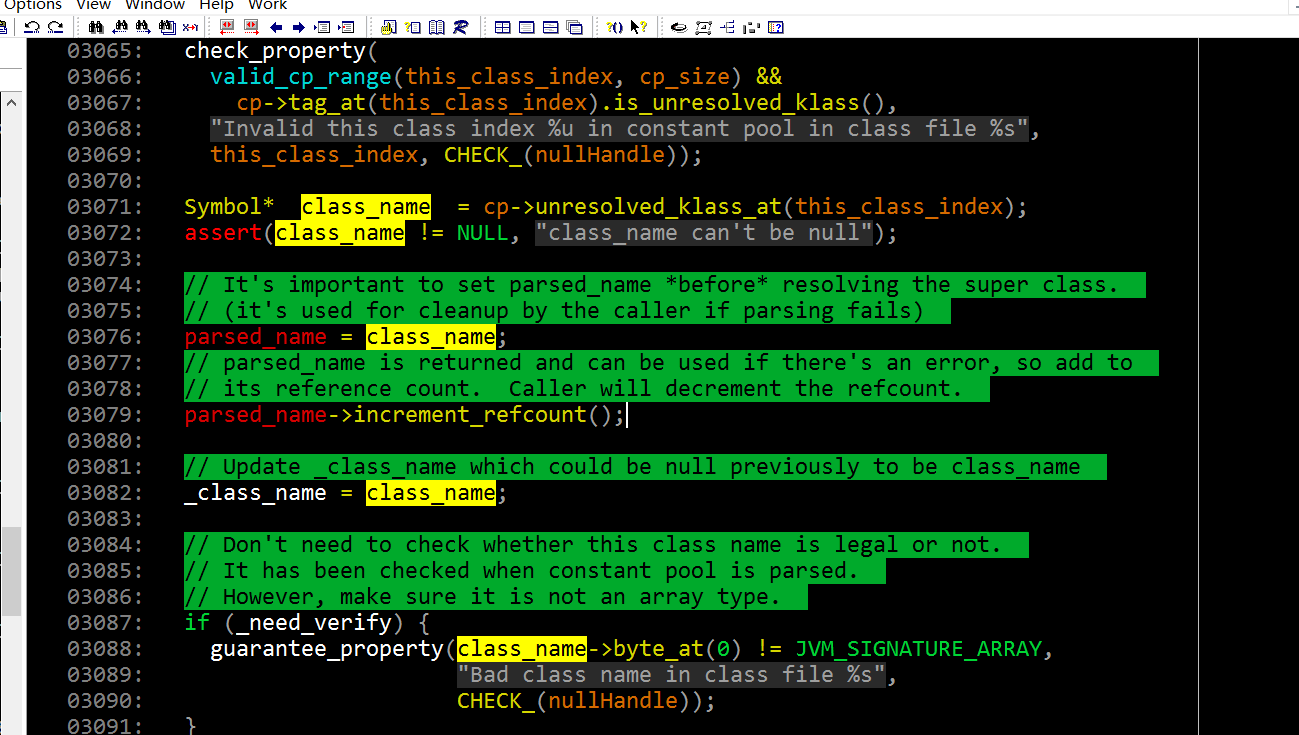 Options View Window Help Work
03065: check_property(
03066: valid_cp_range(this_class_index, cp_size) &&
03067: cp->tag_at(this_class_index).is_unresolved_klass(),
03068: "Invalid this class index %u in constant pool in class file %s",
03069: this_class_index, CHECK_(nullHandle));
03070:
03071: Symbol* class_name = cp->unresolved_klass_at(this_class_index);
03072: assert(class_name != NULL, "class_name can't be null");
03073:
03074: // It's important to set parsed_name *before* resolving the super class.
03075: // (it's used for cleanup by the caller if parsing fails)
03076: parsed_name = class_name;
03077: // parsed_name is returned and can be used if there's an error, so add to
03078: // its reference count. Caller will decrement the refcount.
03079: parsed_name->increment_refcount();
03080:
03081: // Update _class_name which could be null previously to be class_name
03082: _class_name = class_name;
03083:
03084: // Don't need to check whether this class name is legal or not.
03085: // It has been checked when constant pool is parsed.
03086: // However, make sure it is not an array type.
03087: if (_need_verify) {
03088: guarantee_property(class_name->byte_at(0) != JVM_SIGNATURE_ARRAY,
03089: "Bad class name in class file %s",
03090: CHECK_(nullHandle));
03091: }